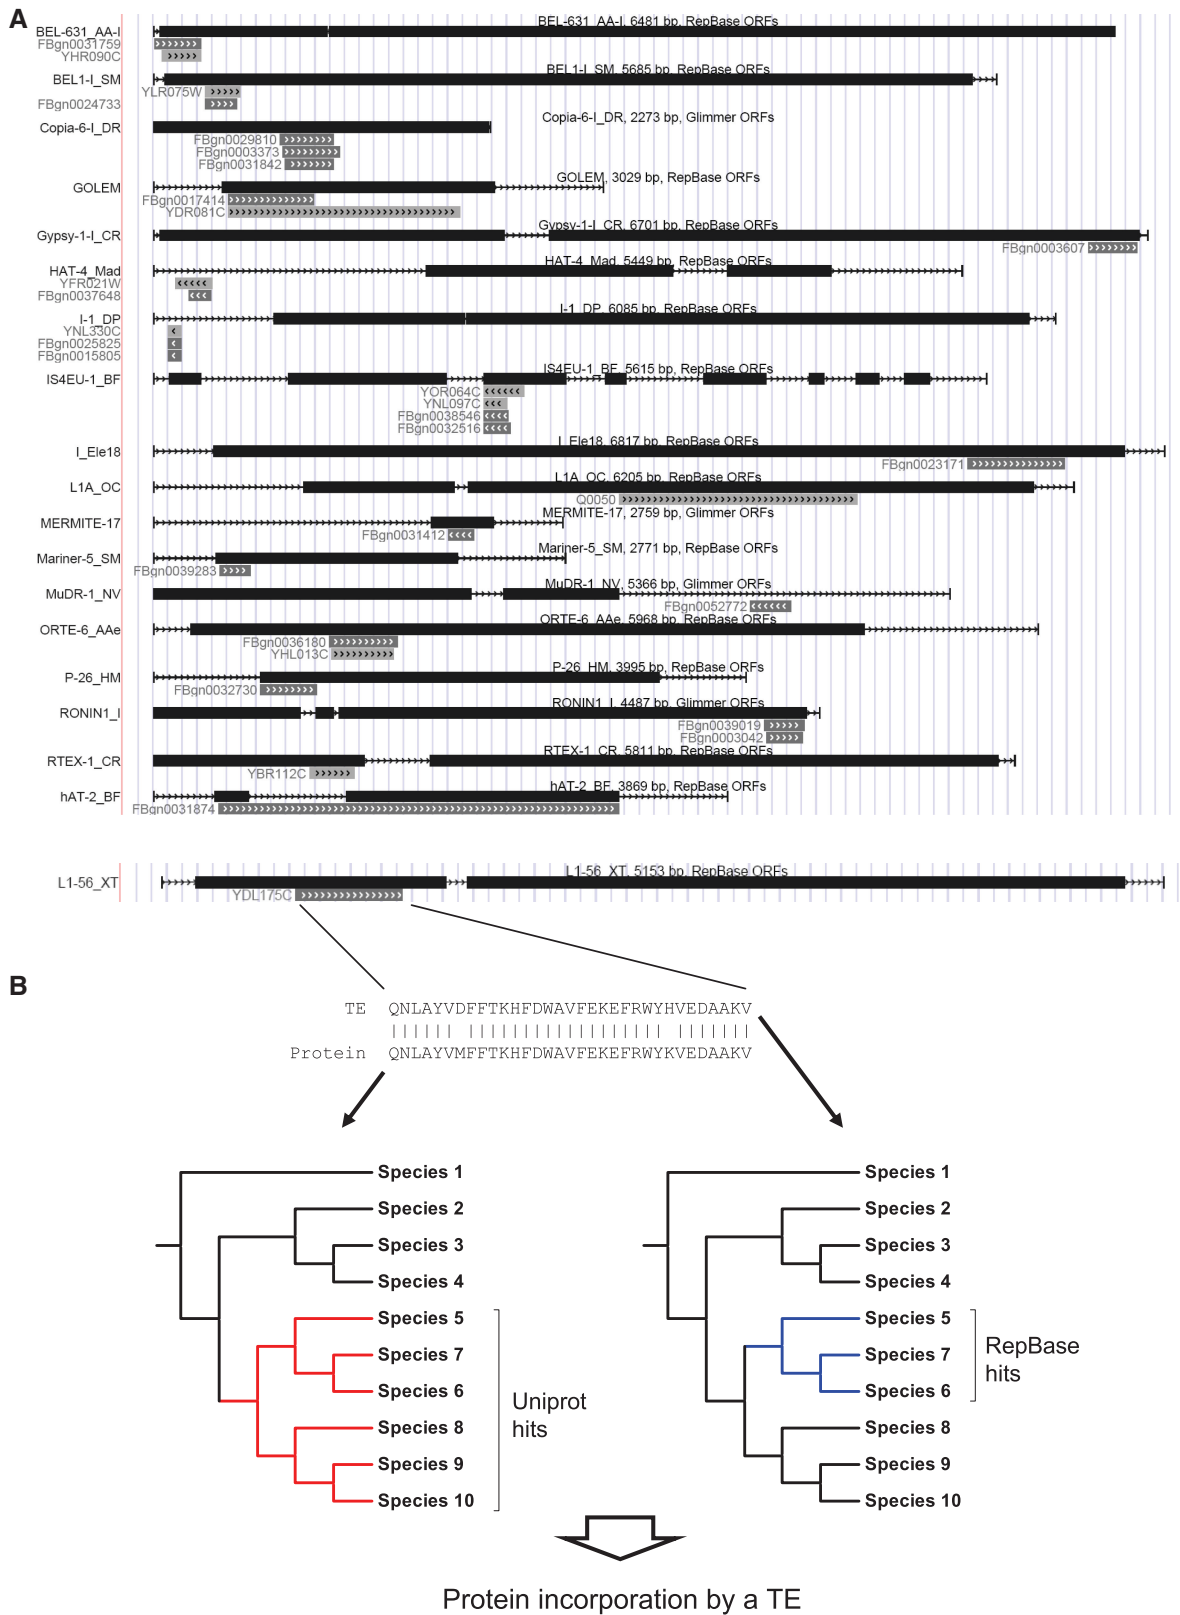 A
BEL-631_AA-I
BEL-631_AA-I, 6481 bp, RepBase ORFs
FBgn0031759
YHR090C
BEL1-I_SM
BEL1-I_SM, 5685 bp, RepBase ORFs
YLR075W
FBgn0024733
Copia-6-I_DR
Copia-6-I_DR, 2273 bp, Glimmer ORFs
FBgn0029810
FBgn0003373
FBgn0031842
GOLEM
GOLEM, 3029 bp, RepBase ORFs
FBgn0017414
YDR081C
Gypsy-1-I_CR
Gypsy-1-I_CR, 6701 bp, RepBase ORFs
FBgn0003607
HAT-4_Mad
HAT-4_Mad, 5449 bp, RepBase ORFs
YFR021W
FBgn0037648
I-1_DP
I-1_DP, 6085 bp, RepBase ORFs
YNL330C
FBgn0025825
FBgn0015805
IS4EU-1_BF
IS4EU-1_BF, 5615 bp, RepBase ORFs
YOR064C
YNL097C
FBgn0038546
FBgn0032516
I_Ele18
I_Ele18, 6817 bp, RepBase ORFs
FBgn0023171
L1A_OC
L1A_OC, 6205 bp, RepBase ORFs
Q0050
MERMITE-17
MERMITE-17, 2759 bp, Glimmer ORFs
FBgn0031412
Mariner-5_SM
Mariner-5_SM, 2771 bp, RepBase ORFs
FBgn0039283
MuDR-1_NV
MuDR-1_NV, 5366 bp, Glimmer ORFs
FBgn0052772
ORTE-6_AAe
ORTE-6_AAe, 5968 bp, RepBase ORFs
FBgn0036180
YHL013C
P-26_HM
P-26_HM, 3995 bp, RepBase ORFs
FBgn0032730
RONIN1_I
RONIN1_I, 4487 bp, Glimmer ORFs
FBgn0039019
FBgn0003042
RTEX-1_CR
RTEX-1_CR, 5811 bp, RepBase ORFs
YBR112C
hAT-2_BF
hAT-2_BF, 3869 bp, RepBase ORFs
FBgn0031874
L1-56_XT
L1-56_XT, 5153 bp, RepBase ORFs
YDL175C
B
TE QNLAYVDFFTKHFDWAVFEKEFRWYHVEDAAKV
Protein QNLAYVMFFTKHFDWAVFEKEFRWYKVEDAAKV
Species 1
Species 2
Species 3
Species 4
Species 5
Species 7
Species 6
Species 8
Species 9
Species 10
Uniprot
hits
Species 1
Species 2
Species 3
Species 4
Species 5
Species 7
Species 6
Species 8
Species 9
Species 10
RepBase
hits
Protein incorporation by a TE